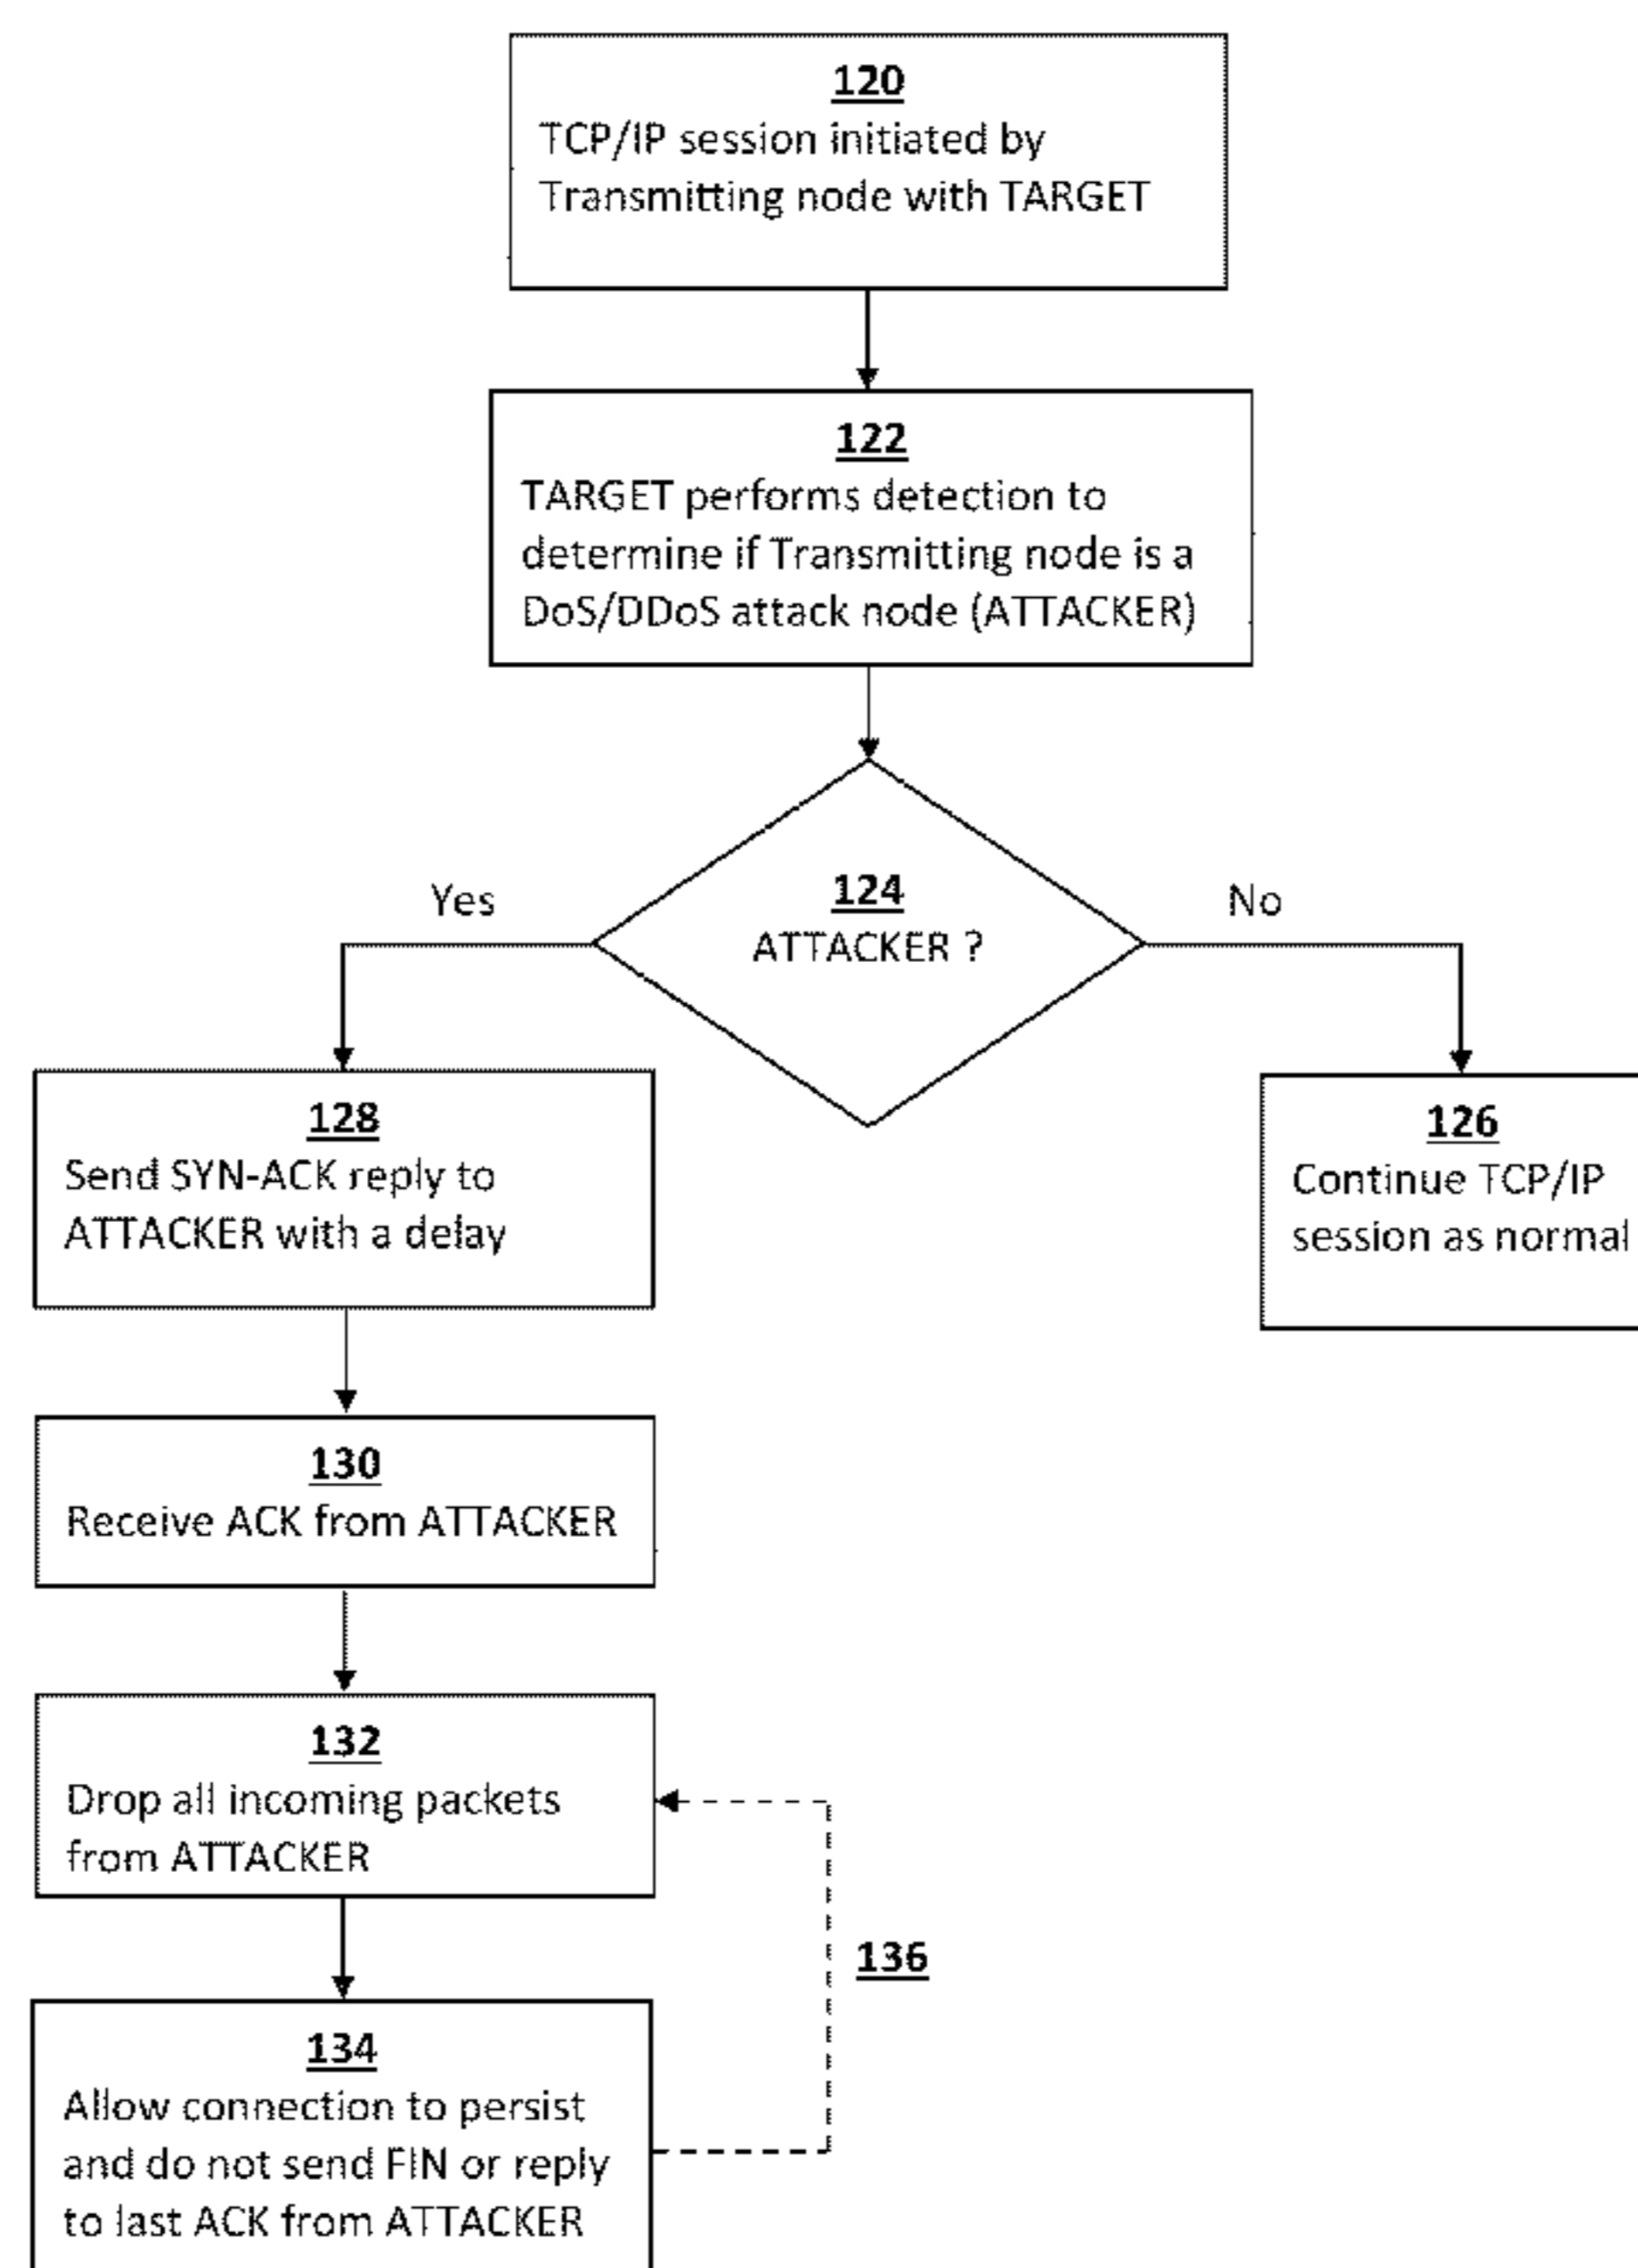 120
TCP/IP session initiated by
Transmitting node with TARGET
122
TARGET performs detection to
determine if Transmitting node is a
DoS/DDoS attack node (ATTACKER)
124
ATTACKER ?
Yes
No
128
Send SYN-ACK reply to
ATTACKER with a delay
126
Continue TCP/IP
session as normal
130
Receive ACK from ATTACKER
132
Drop all incoming packets
from ATTACKER
136
134
Allow connection to persist
and do not send FIN or reply
to last ACK from ATTACKER